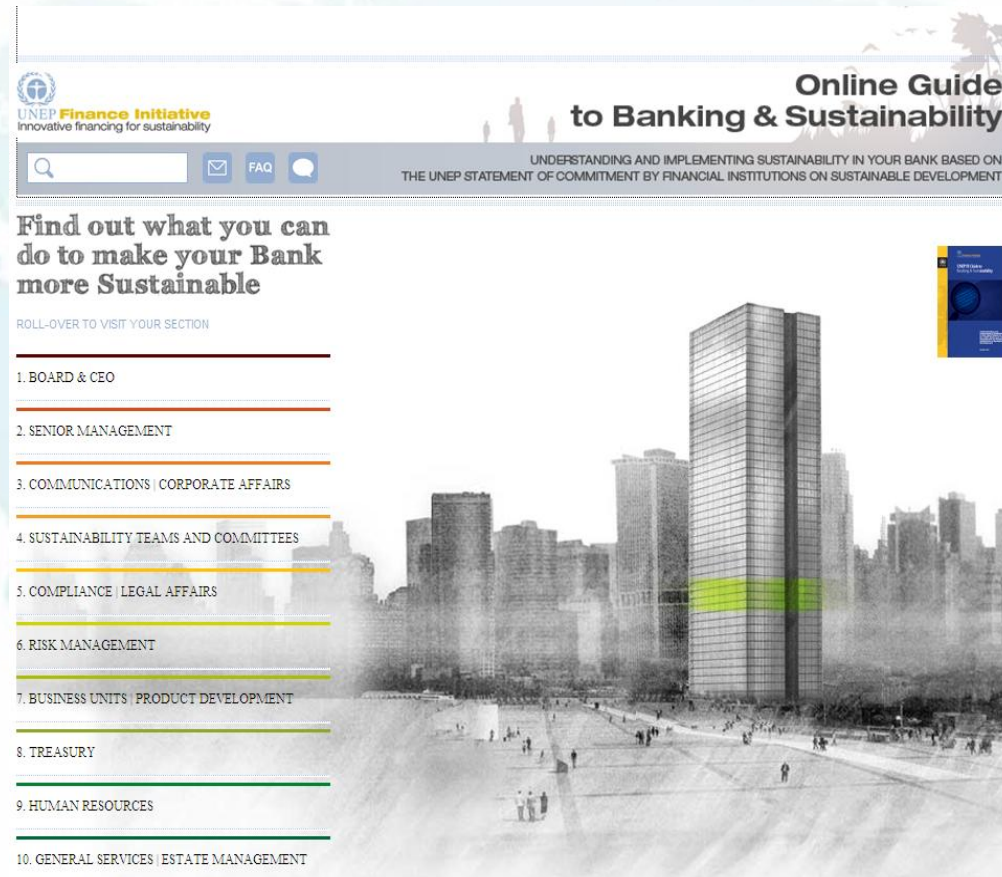 Online Guide
to Banking & Sustainability
UNEP Finance Initiative
Innovative financing for sustainability
FAQ
UNDERSTANDING AND IMPLEMENTING SUSTAINABILITY IN YOUR BANK BASED ON
THE UNEP STATEMENT OF COMMITMENT BY FINANCIAL INSTITUTIONS ON SUSTAINABLE DEVELOPMENT
Find out what you can
do to make your Bank
more Sustainable
ROLL-OVER TO VISIT YOUR SECTION
1. BOARD & CEO
2. SENIOR MANAGEMENT
3. COMMUNICATIONS | CORPORATE AFFAIRS
4. SUSTAINABILITY TEAMS AND COMMITTEES
5. COMPLIANCE | LEGAL AFFAIRS
6. RISK MANAGEMENT
7. BUSINESS UNITS | PRODUCT DEVELOPMENT
8. TREASURY
9. HUMAN RESOURCES
10. GENERAL SERVICES | ESTATE MANAGEMENT